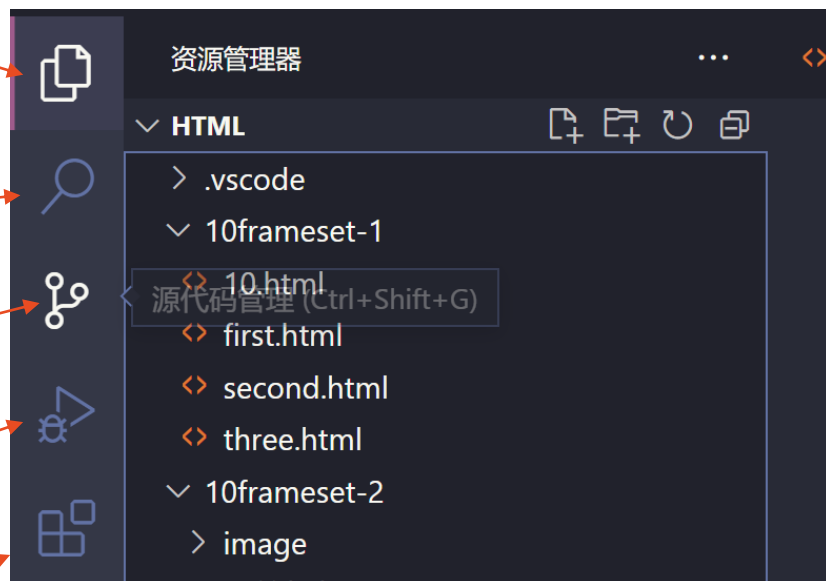 资源管理器
HTML
.vscode
10frameset-1
10.html
源代码管理 (Ctrl+Shift+G)
first.html
second.html
three.html
10frameset-2
image